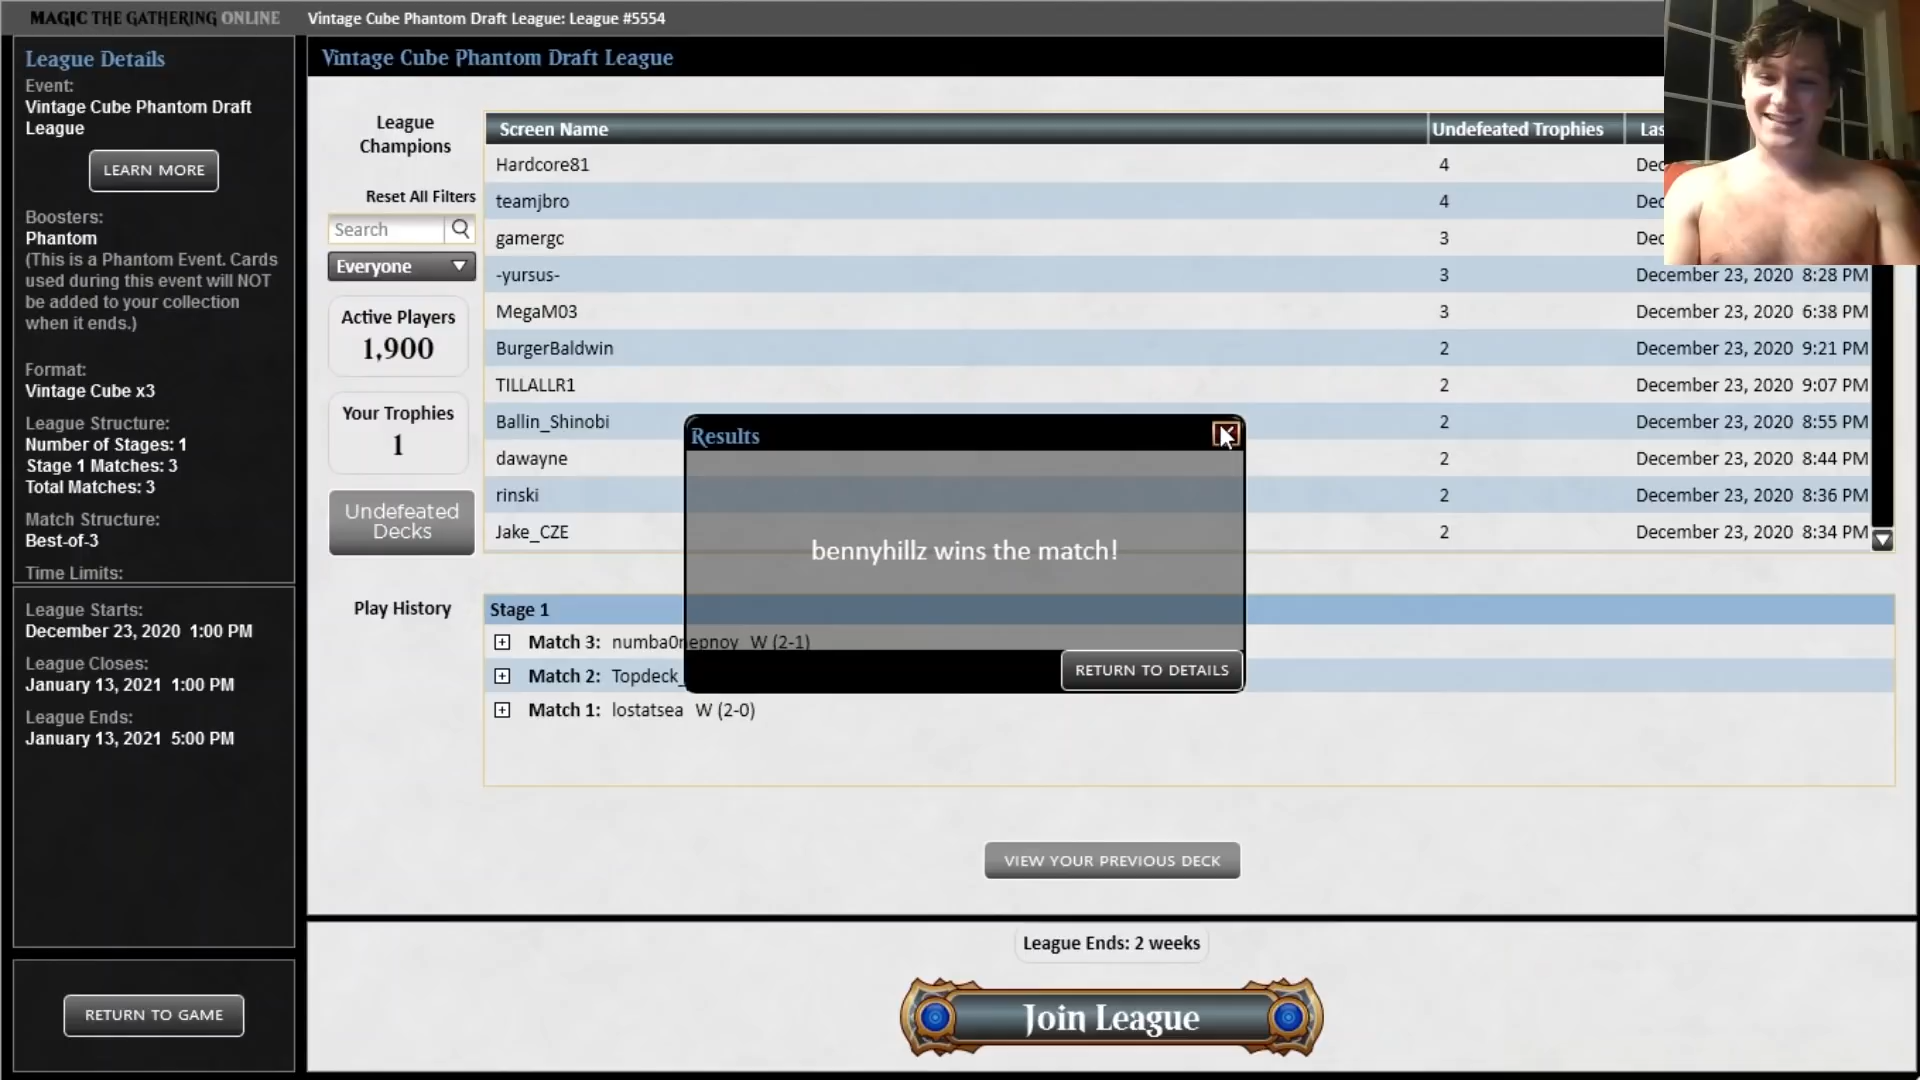 MAGIC THE GATHERING ONLINE
Vintage Cube Phantom Draft League: League #5554
League Details
Event:
Vintage Cube Phantom Draft
League
LEARN MORE
Boosters:
Phantom
(This is a Phantom Event. Cards
used during this event will NOT
be added to your collection
when it ends.)
Format:
Vintage Cube x3
League Structure:
Number of Stages: 1
Stage 1 Matches: 3
Total Matches: 3
Match Structure:
Best-of-3
Time Limits:
League Starts:
December 23, 2020 1:00 PM
League Closes:
January 13, 2021 1:00 PM
League Ends:
January 13, 2021 5:00 PM
RETURN TO GAME
Vintage Cube Phantom Draft League
League
Champions
Reset All Filters
Search
Everyone
Active Players
1,900
Your Trophies
1
Undefeated
Decks
Screen Name Undefeated Trophies
Hardcore81 4
teamjbro 4
gamergc 3
-yursus- 3 December 23, 2020 8:28 PM
MegaM03 3 December 23, 2020 6:38 PM
BurgerBaldwin 2 December 23, 2020 9:21 PM
TILLALLR1 2 December 23, 2020 9:07 PM
Ballin_Shinobi 2 December 23, 2020 8:55 PM
dawayne 2 December 23, 2020 8:44 PM
rinski 2 December 23, 2020 8:36 PM
Jake_CZE 2 December 23, 2020 8:34 PM
Results
bennyhillz wins the match!
RETURN TO DETAILS
Play History
Stage 1
Match 3: numba0nepnoy W (2-1)
Match 2: Topdeck_
Match 1: lostatsea W (2-0)
VIEW YOUR PREVIOUS DECK
League Ends: 2 weeks
Join League